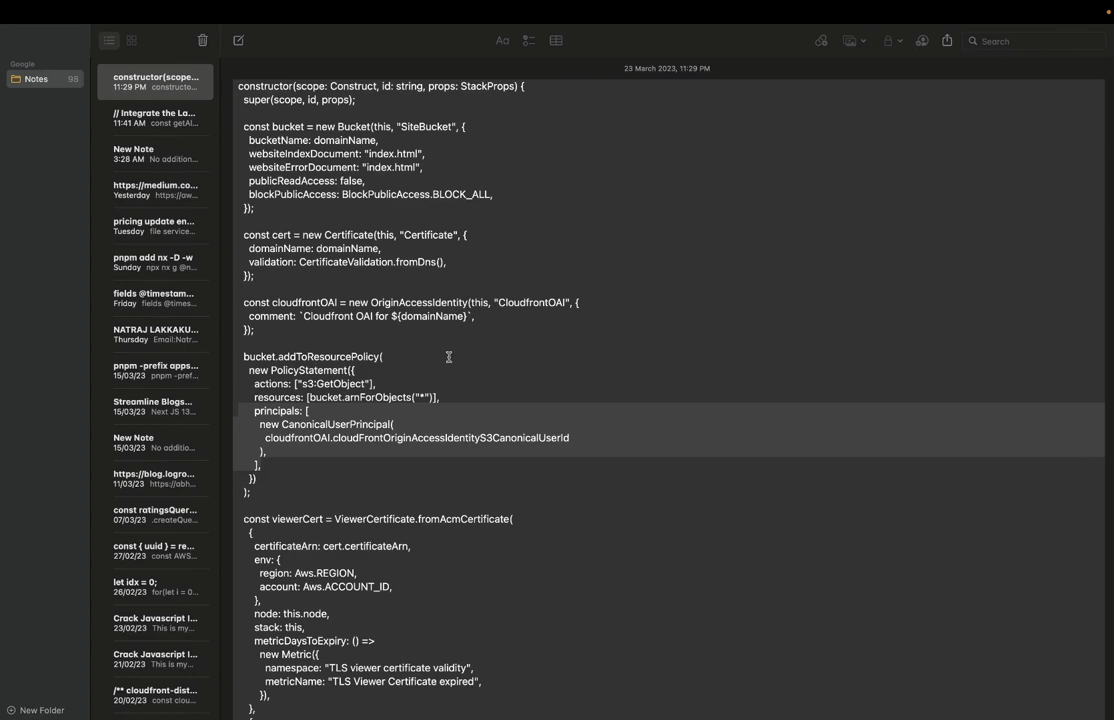 Google
Notes 98
New Folder
constructor(scope...
11:29 PM constructo...
// Integrate the La...
11:41 AM const getAl...
New Note
3:28 AM No addition...
https://medium.co...
Yesterday https://aw...
pricing update en...
Tuesday file service...
pnpm add nx -D -w
Sunday npx nx g @n...
fields @timestam...
Friday fields @times...
NATRAJ LAKKAKU...
Thursday Email:Natr...
pnpm -prefix apps...
15/03/23 pnpm -pref...
Streamline Blogs...
15/03/23 Next JS 13...
New Note
15/03/23 No additio...
https://blog.logro...
11/03/23 https://abh...
const ratingsQuer...
07/03/23 .createQue...
const { uuid } = re...
27/02/23 const AWS...
let idx = 0;
26/02/23 for(let i = 0...
Crack Javascript I...
23/02/23 This is my...
Crack Javascript I...
21/02/23 This is my...
/** cloudfront-dist...
20/02/23 const clou...
Aa
Search
23 March 2023, 11:29 PM
constructor(scope: Construct, id: string, props: StackProps) {
super(scope, id, props);
const bucket = new Bucket(this, "SiteBucket", {
bucketName: domainName,
websiteIndexDocument: "index.html",
websiteErrorDocument: "index.html",
publicReadAccess: false,
blockPublicAccess: BlockPublicAccess.BLOCK_ALL,
});
const cert = new Certificate(this, "Certificate", {
domainName: domainName,
validation: CertificateValidation.fromDns(),
});
const cloudfrontOAI = new OriginAccessIdentity(this, "CloudfrontOAI", {
comment: `Cloudfront OAI for ${domainName}`,
});
bucket.addToResourcePolicy(
new PolicyStatement({
actions: ["s3:GetObject"],
resources: [bucket.arnForObjects("*")],
principals: [
new CanonicalUserPrincipal(
cloudfrontOAI.cloudFrontOriginAccessIdentityS3CanonicalUserId
),
],
})
);
const viewerCert = ViewerCertificate.fromAcmCertificate(
{
certificateArn: cert.certificateArn,
env: {
region: Aws.REGION,
account: Aws.ACCOUNT_ID,
},
node: this.node,
stack: this,
metricDaysToExpiry: () =>
new Metric({
namespace: "TLS viewer certificate validity",
metricName: "TLS Viewer Certificate expired",
}),
},
{